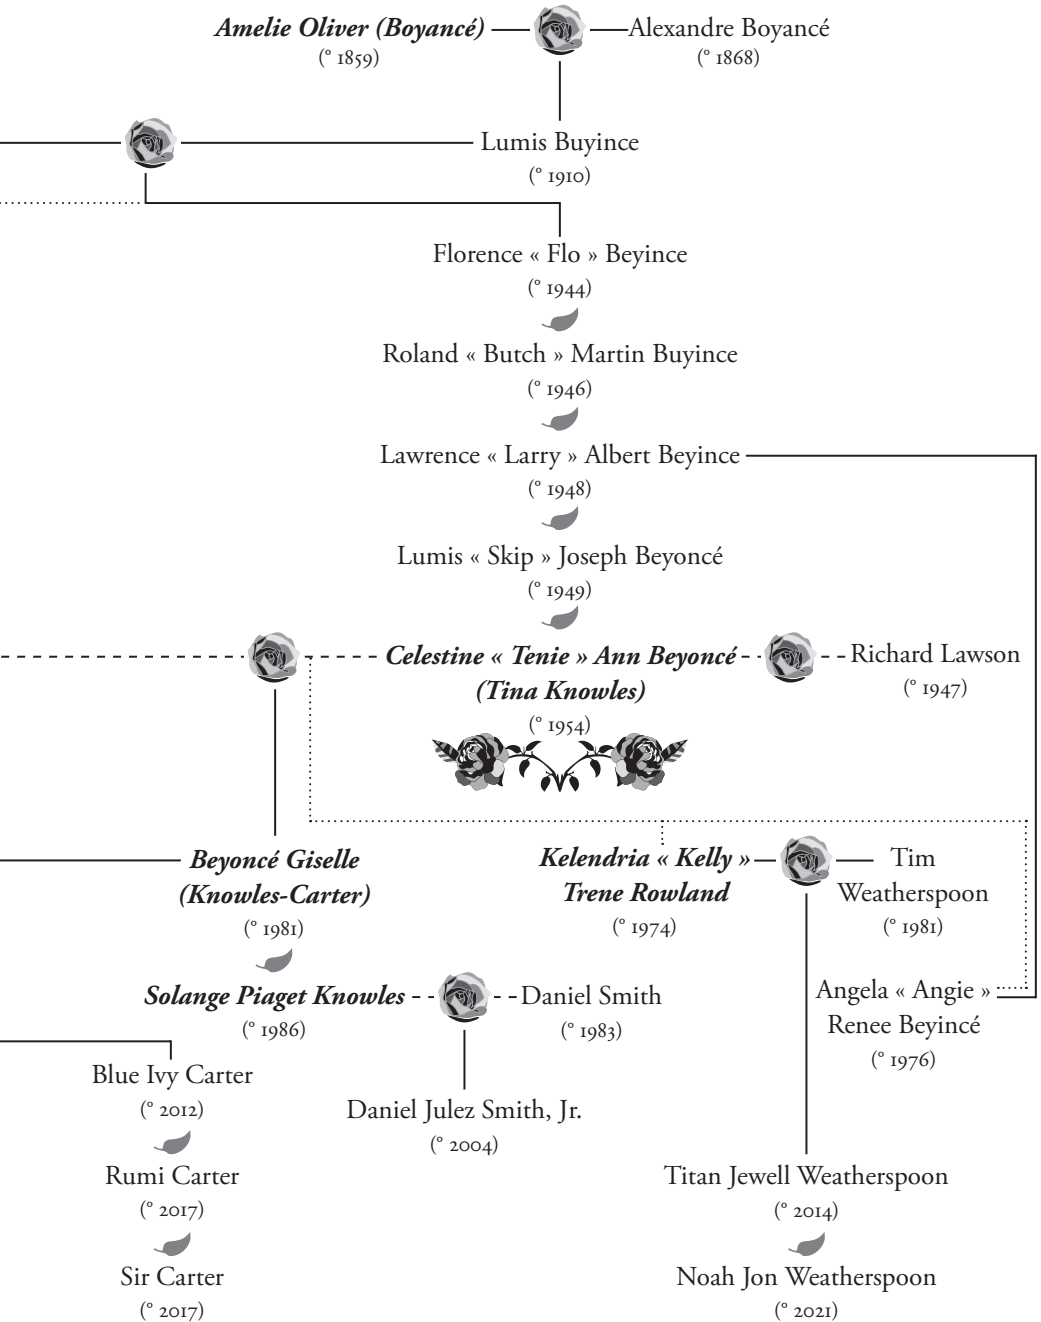 Amelie Oliver (Boyancé)
(° 1859)
Alexandre Boyancé
(° 1868)
Lumis Buyince
(° 1910)
Florence « Flo » Beyince
(° 1944)
Roland « Butch » Martin Buyince
(° 1946)
Lawrence « Larry » Albert Beyince
(° 1948)
Lumis « Skip » Joseph Beyoncé
(° 1949)
Celestine « Tenie » Ann Beyoncé
(Tina Knowles)
(° 1954)
Richard Lawson
(° 1947)
Beyoncé Giselle
(Knowles-Carter)
(° 1981)
Kelendria « Kelly »
Trene Rowland
(° 1974)
Tim
Weatherspoon
(° 1981)
Solange Piaget Knowles
(° 1986)
Daniel Smith
(° 1983)
Angela « Angie »
Renee Beyincé
(° 1976)
Blue Ivy Carter
(° 2012)
Daniel Julez Smith, Jr.
(° 2004)
Rumi Carter
(° 2017)
Titan Jewell Weatherspoon
(° 2014)
Sir Carter
(° 2017)
Noah Jon Weatherspoon
(° 2021)